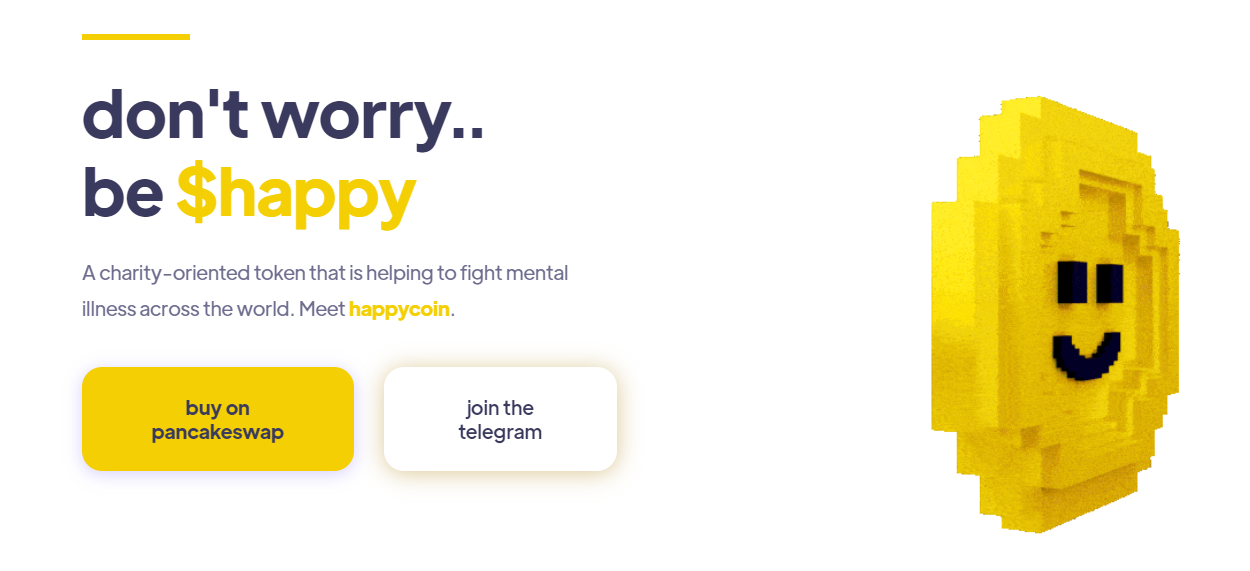 don't worry..
be $happy
A charity-oriented token that is helping to fight mental
illness across the world. Meet happycoin.
buy on
pancakeswap
join the
telegram